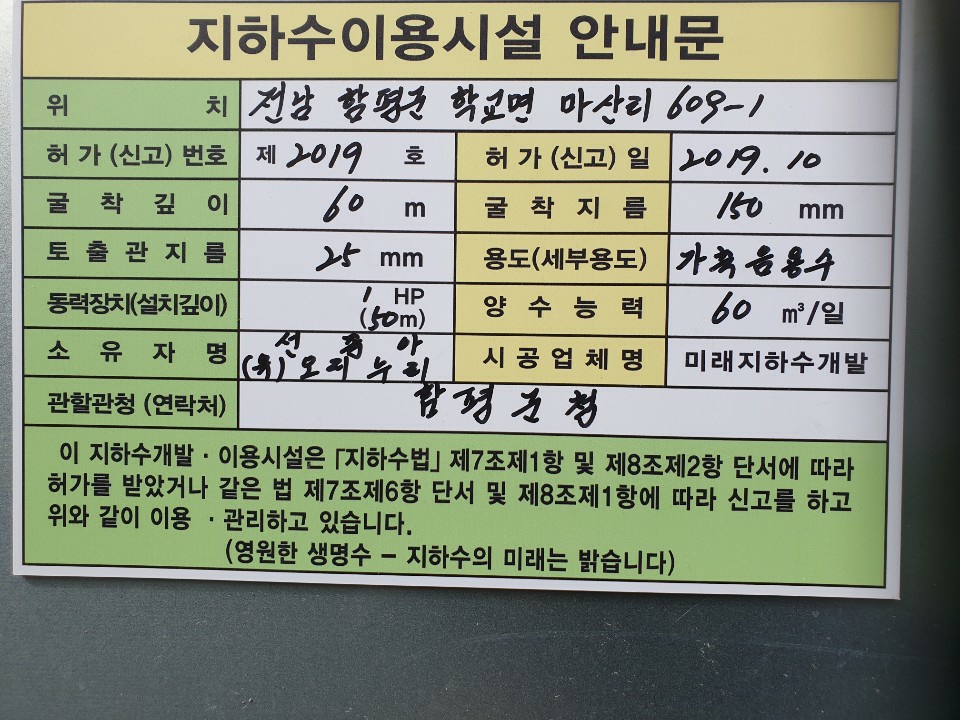 지하수이용시설 안내문
위 치 전남 함평군 학교면 마산리 609-1
허 가 (신고) 번호 제 2019 호 허 가 (신고) 일 2019. 10
굴 착 깊 이 60 m 굴 착 지 름 150 mm
토 출 관 지 름 25 mm 용도(세부용도) 가축음용수
동력장치(설치깊이) 1 HP (50m) 양 수 능 력 60 ㎥/일
소 유 자 명 선 아 (유)오리누리 시 공 업 체 명 미래지하수개발
관할관청 (연락처) 함평군청
이 지하수개발 · 이용시설은 「지하수법」 제7조제1항 및 제8조제2항 단서에 따라
허가를 받았거나 같은 법 제7조제6항 단서 및 제8조제1항에 따라 신고를 하고
위와 같이 이용 · 관리하고 있습니다.
(영원한 생명수 – 지하수의 미래는 밝습니다)